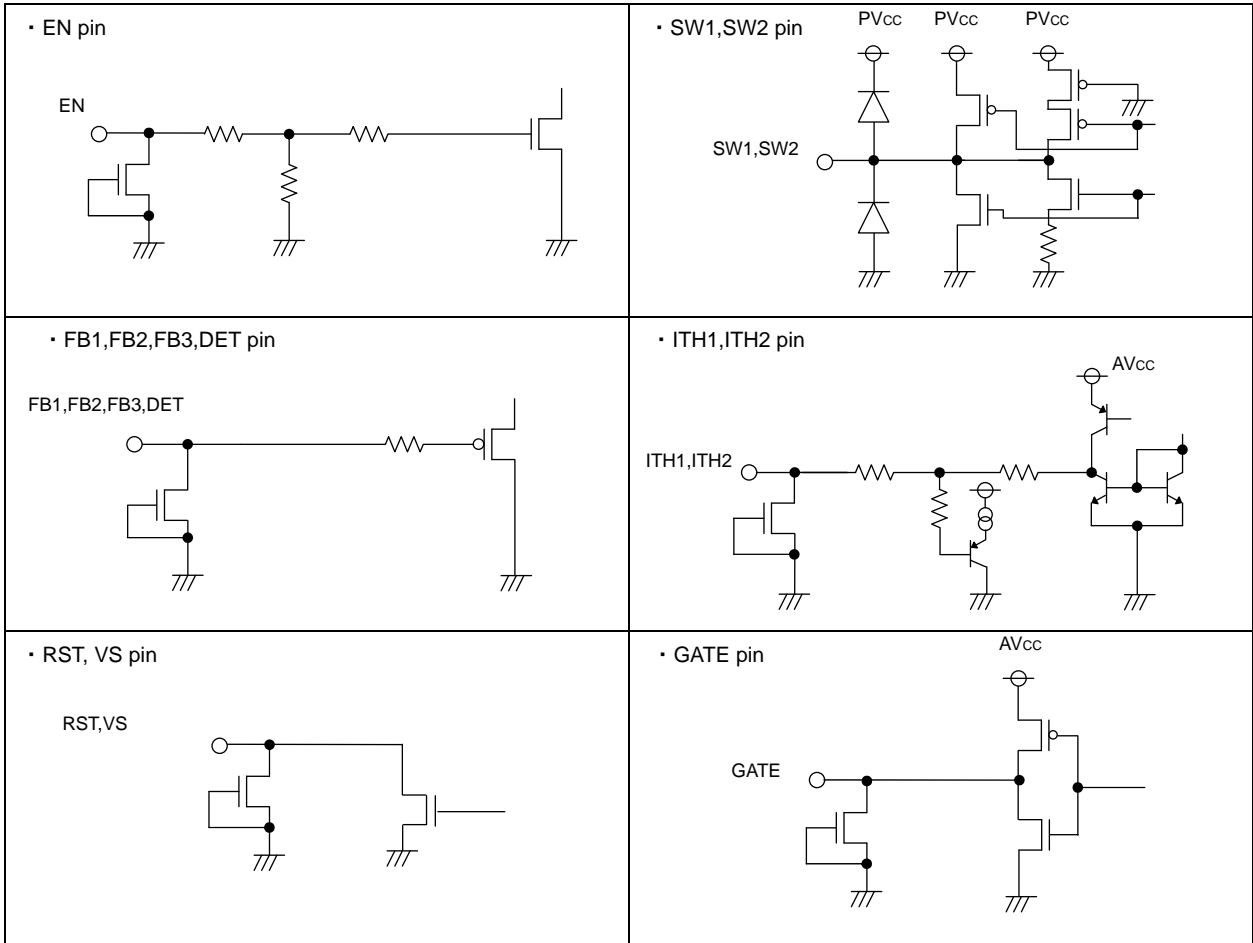 ・EN pin
EN
・SW1,SW2 pin
PVCC PVCC PVCC
SW1,SW2
・FB1,FB2,FB3,DET pin
FB1,FB2,FB3,DET
・ITH1,ITH2 pin
AVCC
ITH1,ITH2
・RST, VS pin
RST,VS
・GATE pin
AVCC
GATE